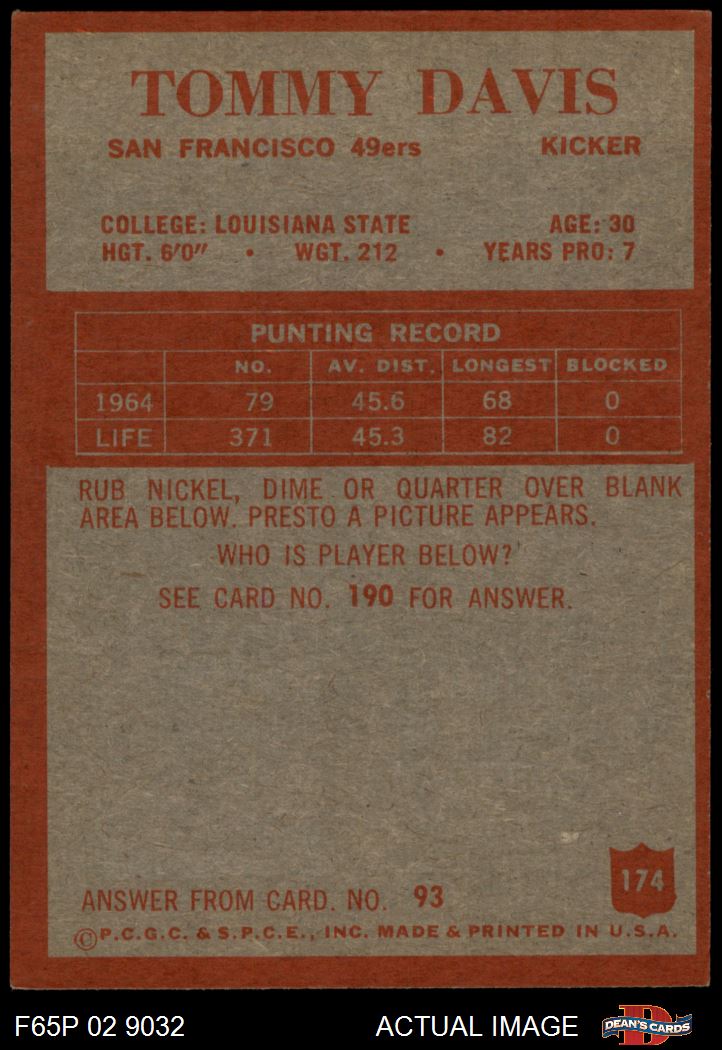 TOMMY DAVIS
SAN FRANCISCO 49ers KICKER
COLLEGE: LOUISIANA STATE AGE: 30
HGT. 6'0" • WGT. 212 • YEARS PRO: 7
PUNTING RECORD
NO. AV. DIST. LONGEST BLOCKED
1964 79 45.6 68 0
LIFE 371 45.3 82 0
RUB NICKEL, DIME OR QUARTER OVER BLANK
AREA BELOW. PRESTO A PICTURE APPEARS.
WHO IS PLAYER BELOW?
SEE CARD NO. 190 FOR ANSWER.
174
ANSWER FROM CARD. NO. 93
©P.C.G.C. & S.P.C.E., INC. MADE & PRINTED IN U.S.A.
F65P 02 9032 ACTUAL IMAGE D DEAN'S CARDS